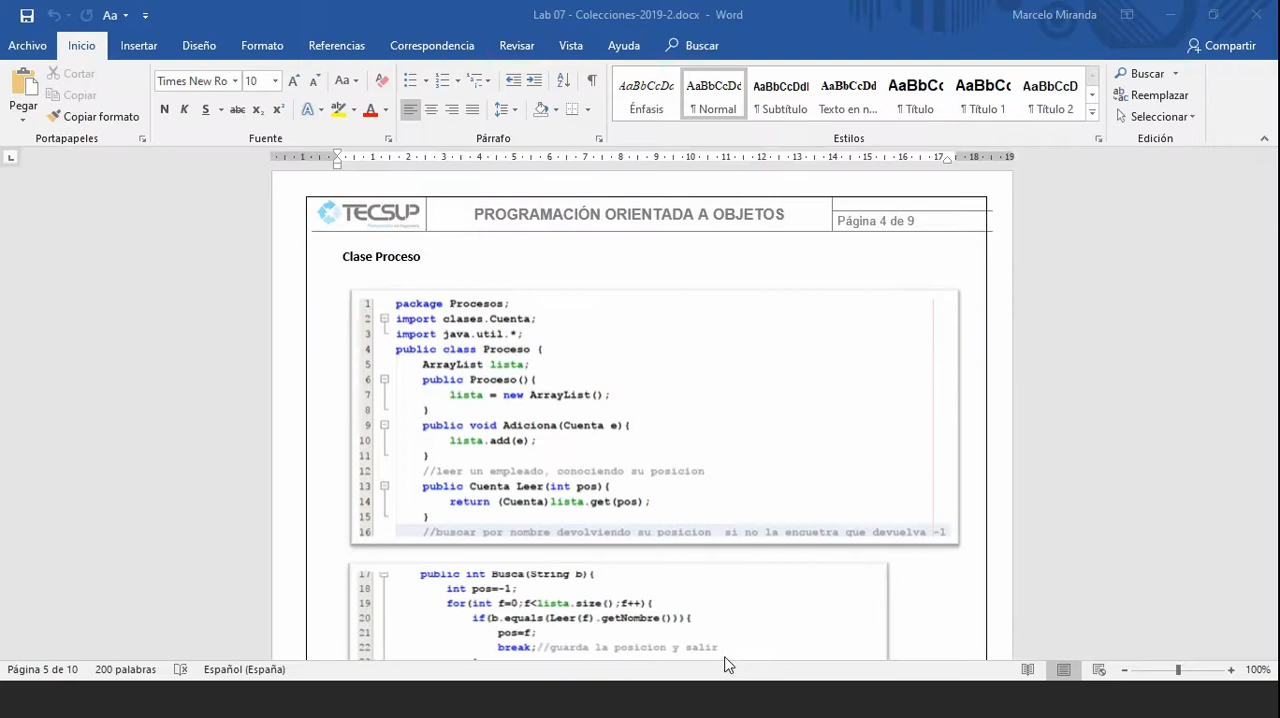 Lab 07 - Colecciones-2019-2.docx - Word
Marcelo Miranda
Archivo Inicio Insertar Diseño Formato Referencias Correspondencia Revisar Vista Ayuda Buscar Compartir
Pegar
Cortar
Copiar
Copiar formato
Portapapeles
Times New Ro 10
Fuente
Párrafo
AaBbCcDc AaBbCcDd AaBbCcDdI AaBbCcDc AaBbCc AaBbCc AaBbCcD
Énfasis ¶ Normal ¶ Subtítulo Texto en n... ¶ Título ¶ Título 1 ¶ Título 2
Estilos
Buscar
Reemplazar
Seleccionar
Edición
TECSUP
PROGRAMACIÓN ORIENTADA A OBJETOS
Página 4 de 9
Clase Proceso
1 package Procesos;
2 import clases.Cuenta;
3 import java.util.*;
4 public class Proceso {
5 ArrayList lista;
6 public Proceso(){
7 lista = new ArrayList();
8 }
9 public void Adiciona(Cuenta e){
10 lista.add(e);
11 }
12 //leer un empleado, conociendo su posicion
13 public Cuenta Leer(int pos){
14 return (Cuenta)lista.get(pos);
15 }
16 //buscar por nombre devolviendo su posicion si no la encuetra que devuelva -1
17 public int Busca(String b){
18 int pos=-1;
19 for(int f=0;f<lista.size();f++){
20 if(b.equals(Leer(f).getNombre())){
21 pos=f;
22 break;//guarda la posicion y salir
Página 5 de 10 200 palabras Español (España) 100%